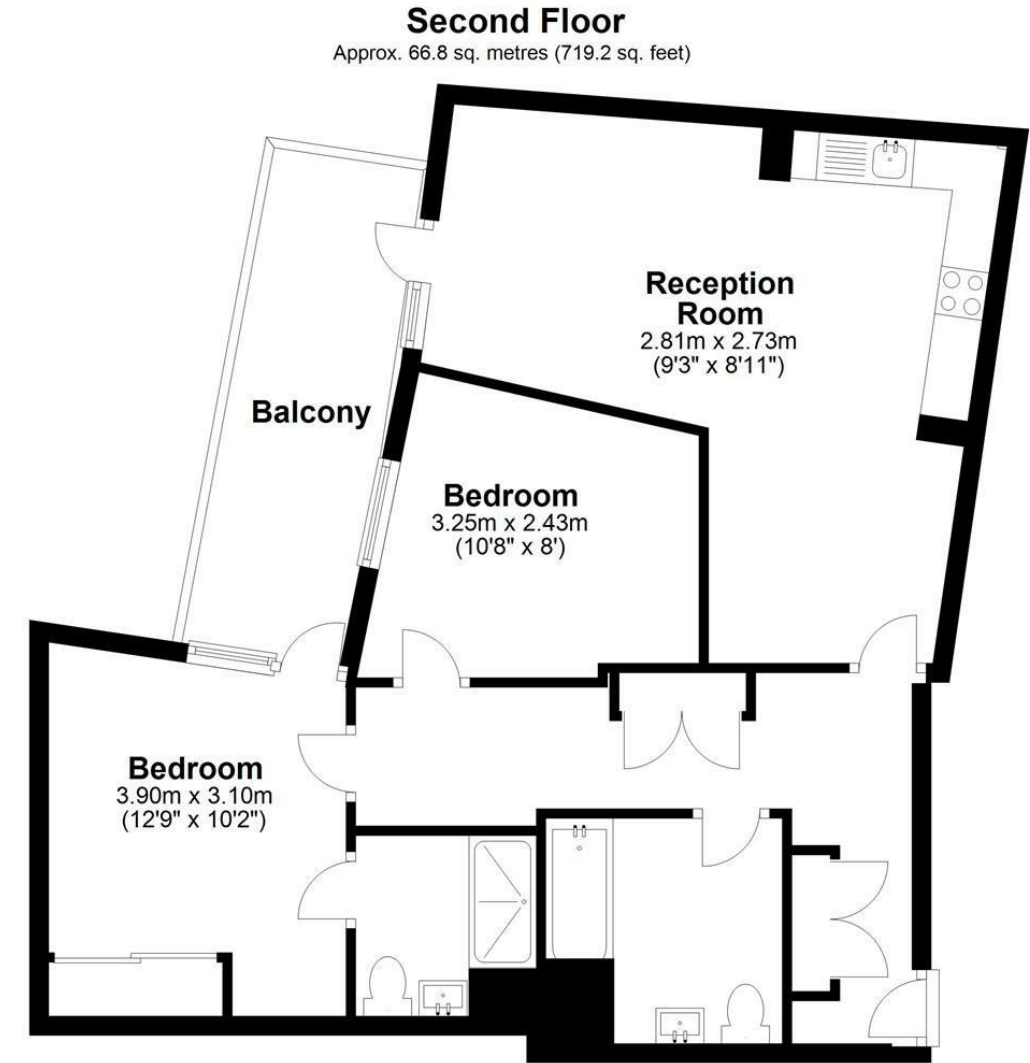 Second Floor
Approx. 66.8 sq. metres (719.2 sq. feet)
Reception
Room
2.81m x 2.73m
(9'3" x 8'11")
Balcony
Bedroom
3.25m x 2.43m
(10'8" x 8')
Bedroom
3.90m x 3.10m
(12'9" x 10'2")